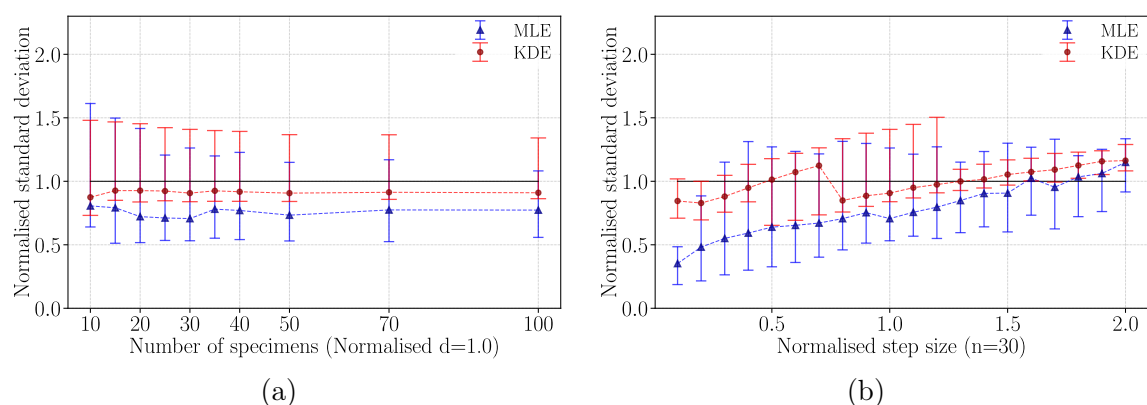 Normalised standard deviation
2.0
1.5
1.0
0.5
0.0
MLE
KDE
10 20 30 40 50 70 100
Number of specimens (Normalised d=1.0)
(a)
Normalised standard deviation
2.0
1.5
1.0
0.5
0.0
MLE
KDE
0.5 1.0 1.5 2.0
Normalised step size (n=30)
(b)